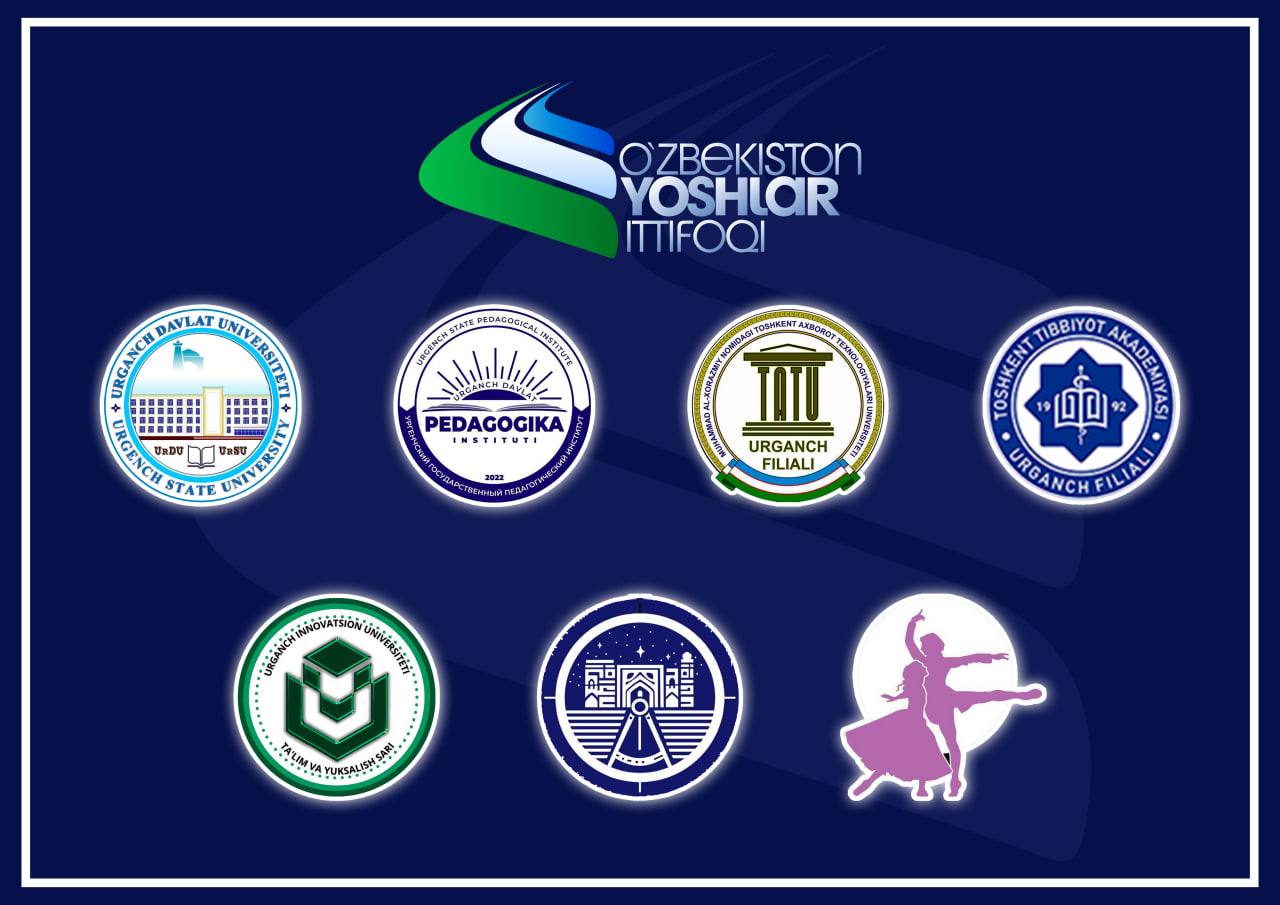 O`ZBEKISTON
YOSHLAR
ITTIFOQI
URGANCH DAVLAT UNIVERSITETI
UrDU UrSU
URGENCH STATE UNIVERSITY
URGENCH STATE PEDAGOGICAL INSTITUTE
URGANCH DAVLAT
PEDAGOGIKA
INSTITUTI
2022
УРГЕНЧСКИЙ ГОСУДАРСТВЕННЫЙ ПЕДАГОГИЧЕСКИЙ ИНСТИТУТ
MUHAMMAD AL-XORAZMIY NOMIDAGI TOSHKENT AXBOROT TEXNOLOGIYALARI UNIVERSITETI
TATU
URGANCH
FILIALI
TOSHKENT TIBBIYOT AKADEMIYASI
19 92
URGANCH FILIALI
URGANCH INNOVATSION UNIVERSITETI
TA'LIM VA YUKSALISH SARI